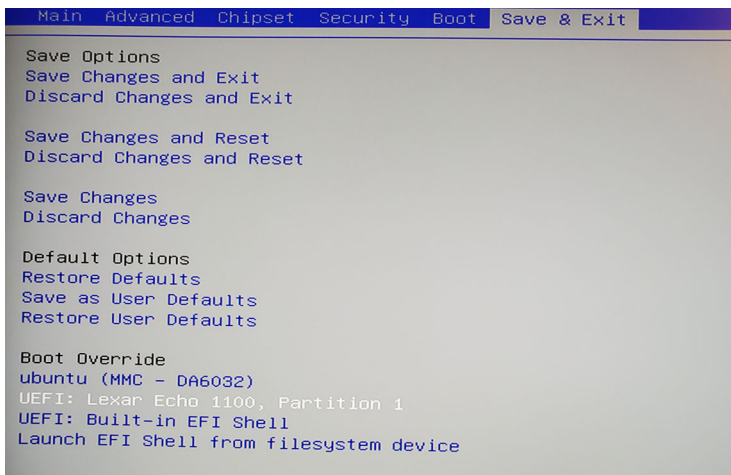 Main Advanced Chipset Security Boot Save & Exit
Save Options
Save Changes and Exit
Discard Changes and Exit
Save Changes and Reset
Discard Changes and Reset
Save Changes
Discard Changes
Default Options
Restore Defaults
Save as User Defaults
Restore User Defaults
Boot Override
ubuntu (MMC - DA6032)
UEFI: Lexar Echo 1100, Partition 1
UEFI: Built-in EFI Shell
Launch EFI Shell from filesystem device